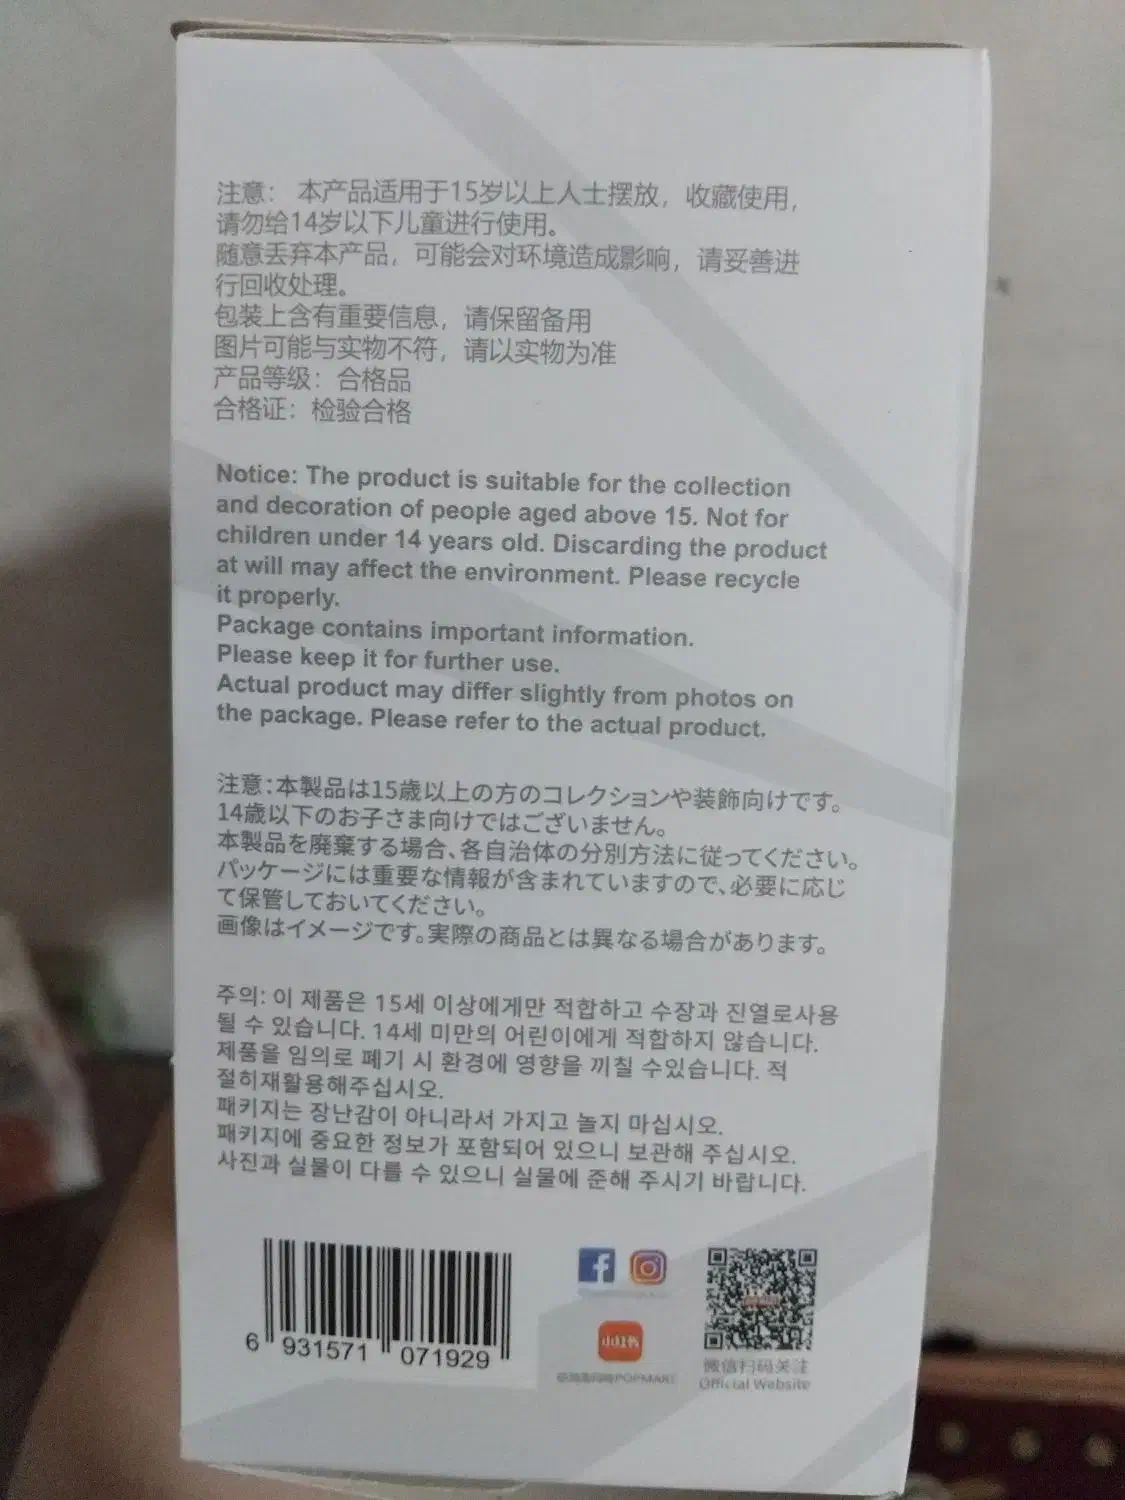 注意： 本产品适用于15岁以上人士摆放，收藏使用，
请勿给14岁以下儿童进行使用。
随意丢弃本产品，可能会对环境造成影响，请妥善进
行回收处理。
包装上含有重要信息，请保留备用
图片可能与实物不符，请以实物为准
产品等级：合格品
合格证：检验合格
Notice: The product is suitable for the collection
and decoration of people aged above 15. Not for
children under 14 years old. Discarding the product
at will may affect the environment. Please recycle
it properly.
Package contains important information.
Please keep it for further use.
Actual product may differ slightly from photos on
the package. Please refer to the actual product.
注意：本製品は15歳以上の方のコレクションや装飾向けです。
14歳以下のお子さま向けではございません。
本製品を廃棄する場合、各自治体の分別方法に従ってください。
パッケージには重要な情報が含まれていますので、必要に応じ
て保管しておいてください。
画像はイメージです。実際の商品とは異なる場合があります。
주의: 이 제품은 15세 이상에게만 적합하고 수장과 진열로사용
될 수 있습니다. 14세 미만의 어린이에게 적합하지 않습니다.
제품을 임의로 폐기 시 환경에 영향을 끼칠 수있습니다. 적
절히재활용해주십시오.
패키지는 장난감이 아니라서 가지고 놀지 마십시오.
패키지에 중요한 정보가 포함되어 있으니 보관해 주십시오.
사진과 실물이 다를 수 있으니 실물에 준해 주시기 바랍니다.
6 931571 071929
小红书
POPMART
微信扫码关注
Official Website